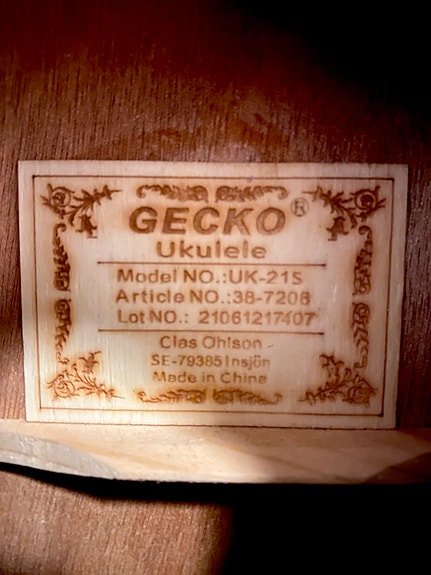 GECKO®
Ukulele
Model NO.:UK-21S
Article NO.:38-7208
Lot NO.: 21061217407
Clas Ohlson
SE-79385 Insjön
Made in China